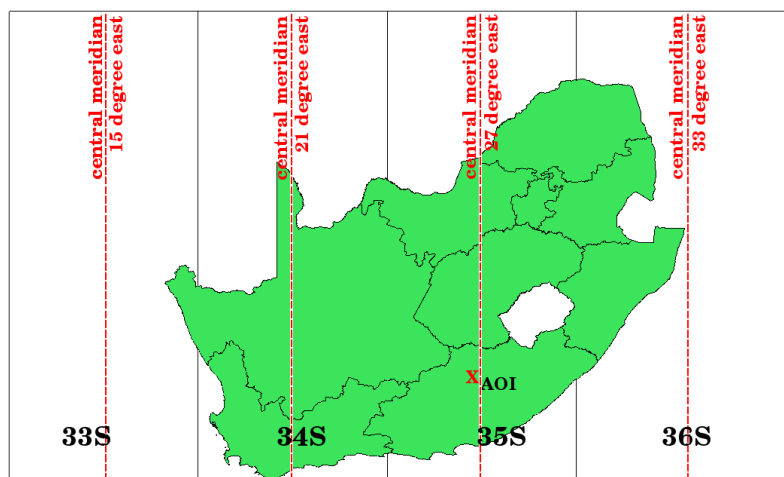 central meridian
15 degree east
central meridian
21 degree east
central meridian
27 degree east
central meridian
33 degree east
X
AOI
33S
34S
35S
36S